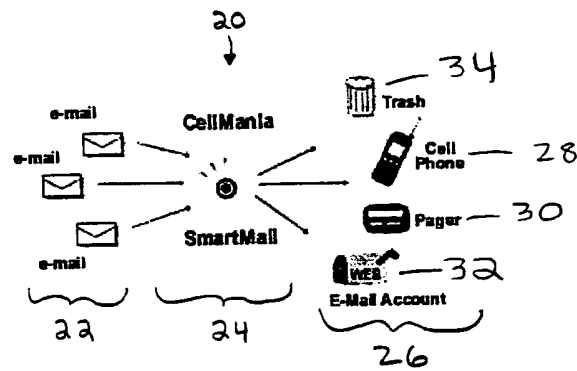 20
34
Trash
e-mail
CellMania
Cell
Phone
28
e-mail
SmartMail
Pager
30
e-mail
WEB
32
E-Mail Account
22
24
26